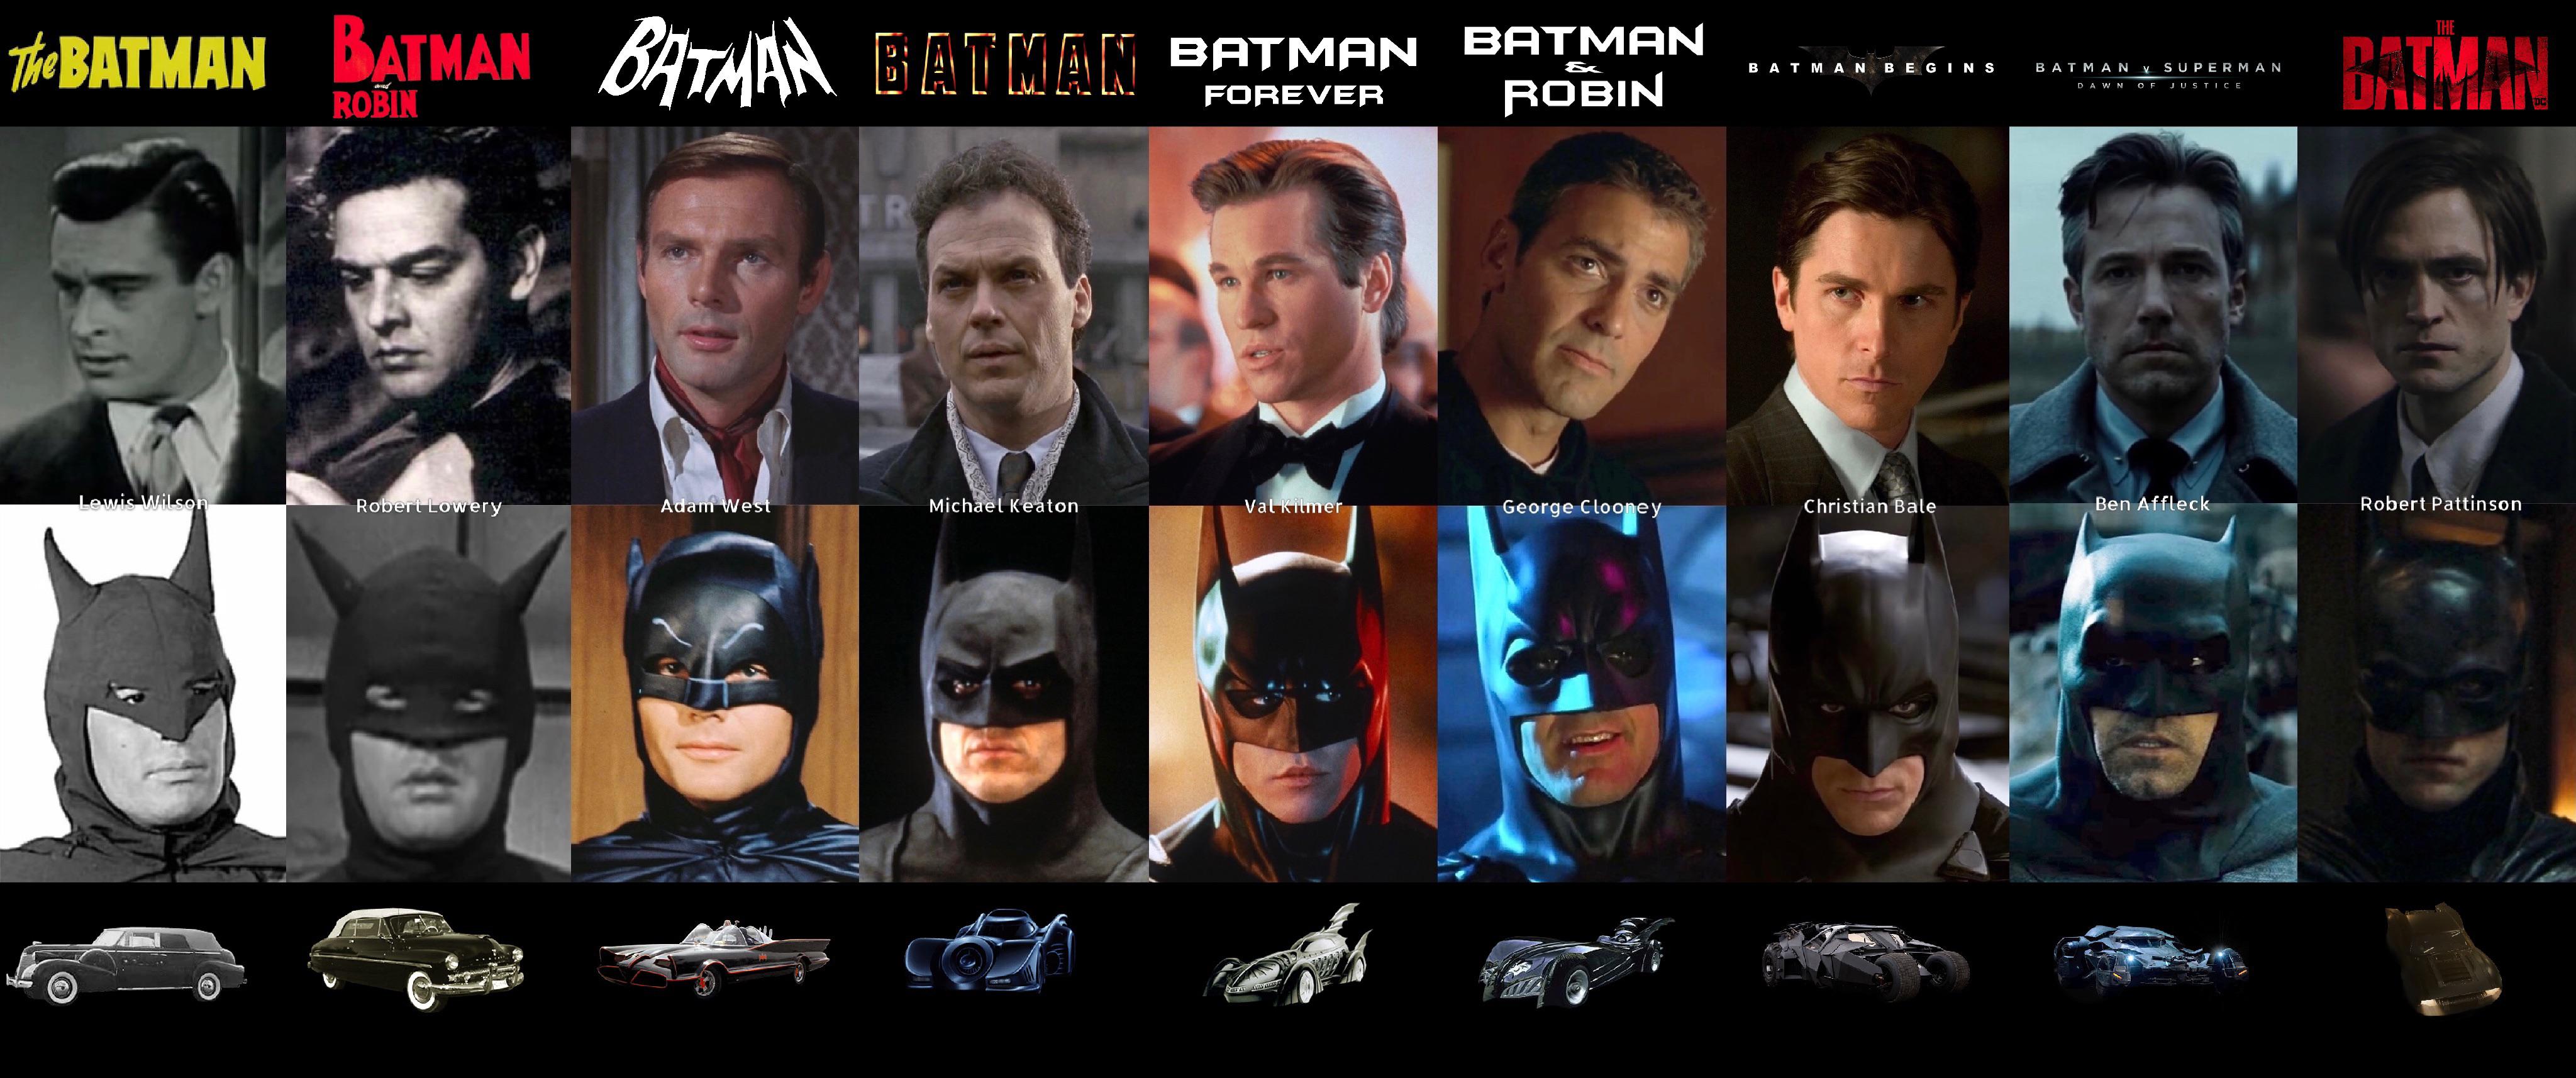 The BATMAN
BATMAN
and
ROBIN
BATMAN
BATMAN
BATMAN
FOREVER
BATMAN
&
ROBIN
BATMAN BEGINS
BATMAN v SUPERMAN
DAWN OF JUSTICE
THE
BATMAN
DC
TR
Lewis Wilson
Robert Lowery
Adam West
Michael Keaton
Val Kilmer
George Clooney
Christian Bale
Ben Affleck
Robert Pattinson